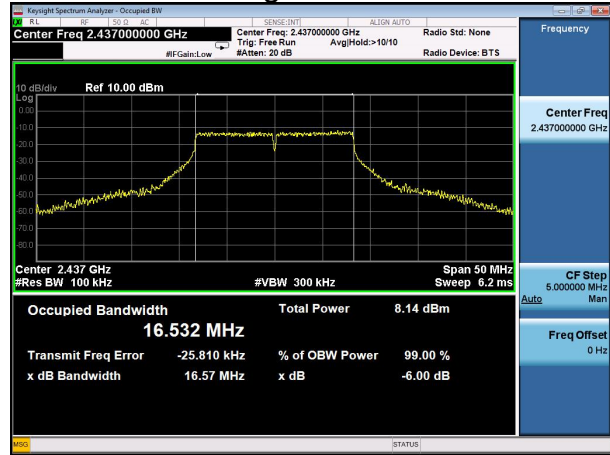 Keysight Spectrum Analyzer - Occupied BW
RL RF 50 Ω AC SENSE:INT ALIGN AUTO
Center Freq 2.437000000 GHz
Center Freq: 2.437000000 GHz
Radio Std: None
Trig: Free Run Avg|Hold:>10/10
#IFGain:Low #Atten: 20 dB Radio Device: BTS
10 dB/div Ref 10.00 dBm
Log
0.00
-10.0
-20.0
-30.0
-40.0
-50.0
-60.0
-70.0
-80.0
Center 2.437 GHz Span 50 MHz
#Res BW 100 kHz #VBW 300 kHz Sweep 6.2 ms
Occupied Bandwidth Total Power 8.14 dBm
16.532 MHz
Transmit Freq Error -25.810 kHz % of OBW Power 99.00 %
x dB Bandwidth 16.57 MHz x dB -6.00 dB
MSG STATUS
Frequency
Center Freq
2.437000000 GHz
CF Step
5.000000 MHz
Auto Man
Freq Offset
0 Hz